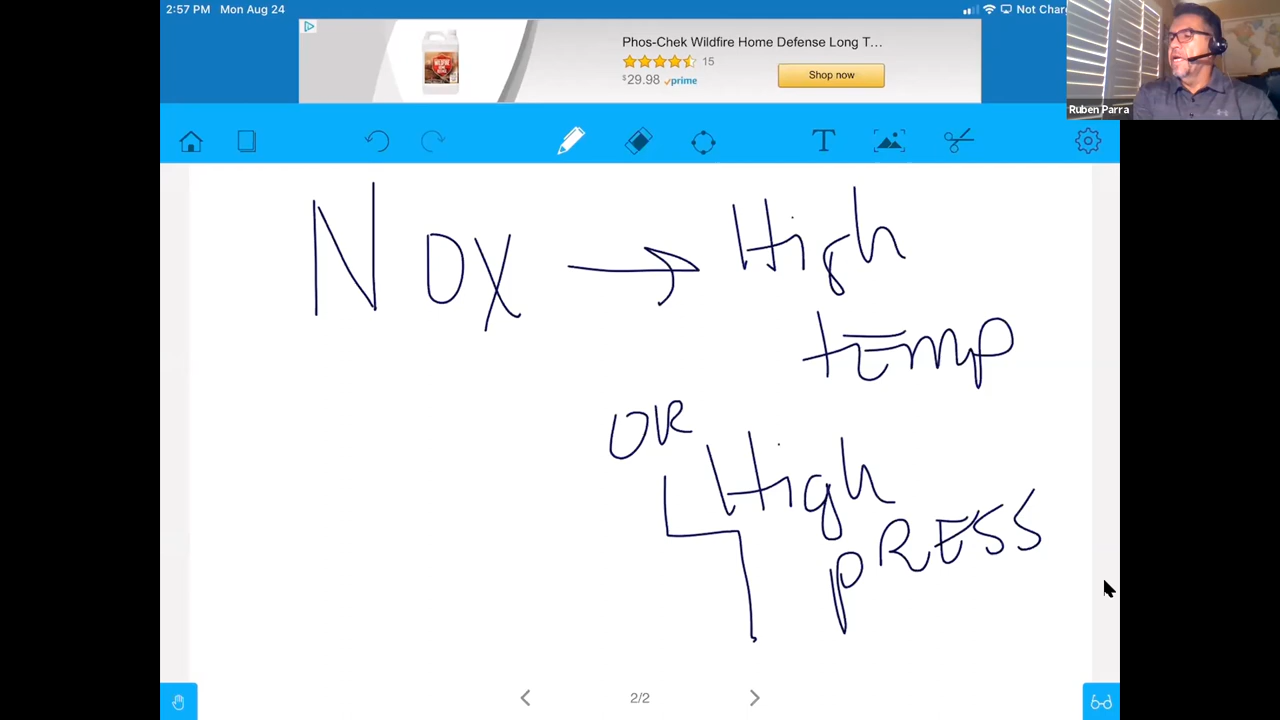 2:57 PM Mon Aug 24
Not Charg
Phos-Chek Wildfire Home Defense Long T...
15
$29.98 prime
Shop now
Ruben Parra
T
NOX → High
temp
OR
High
pRESS
2/2